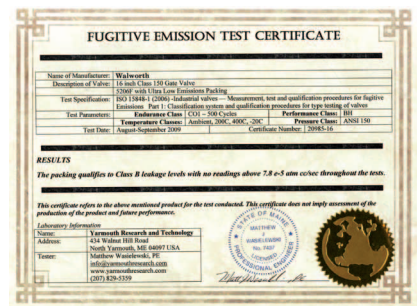 FUGITIVE EMISSION TEST CERTIFICATE
Name of Manufacturer: Walworth
Description of Valve: 16 inch Class 150 Gate Valve
5206F with Ultra Low Emissions Packing
Test Specification: ISO 15848-1 (2006) -Industrial valves — Measurement, test and qualification procedures for fugitive
Emissions Part 1: Classification system and qualification procedures for type testing of valves
Test Parameters: Endurance Class CO1 – 500 Cycles Performance Class: BH
Temperature Classes: Ambient, 200C, 400C, -20C Pressure Class: ANSI 150
Test Date: August-September 2009 Certificate Number: 20985-16
RESULTS
The packing qualifies to Class B leakage levels with no readings above 7.8 e-5 atm cc/sec throughout the tests.
This certificate refers to the above mentioned product for the test conducted. This certificate does not imply assessment of the
production of the product and future performance.
Laboratory Information
Name: Yarmouth Research and Technology
Address: 434 Walnut Hill Road
North Yarmouth, ME 04097 USA
Tester: Matthew Wasielewski, PE
info@yarmouthresearch.com
www.yarmouthresearch.com
(207) 829-5359
STATE OF MAINE
MATTHEW
J
WASIELEWSKI
LICENSED
PROFESSIONAL ENGINEER